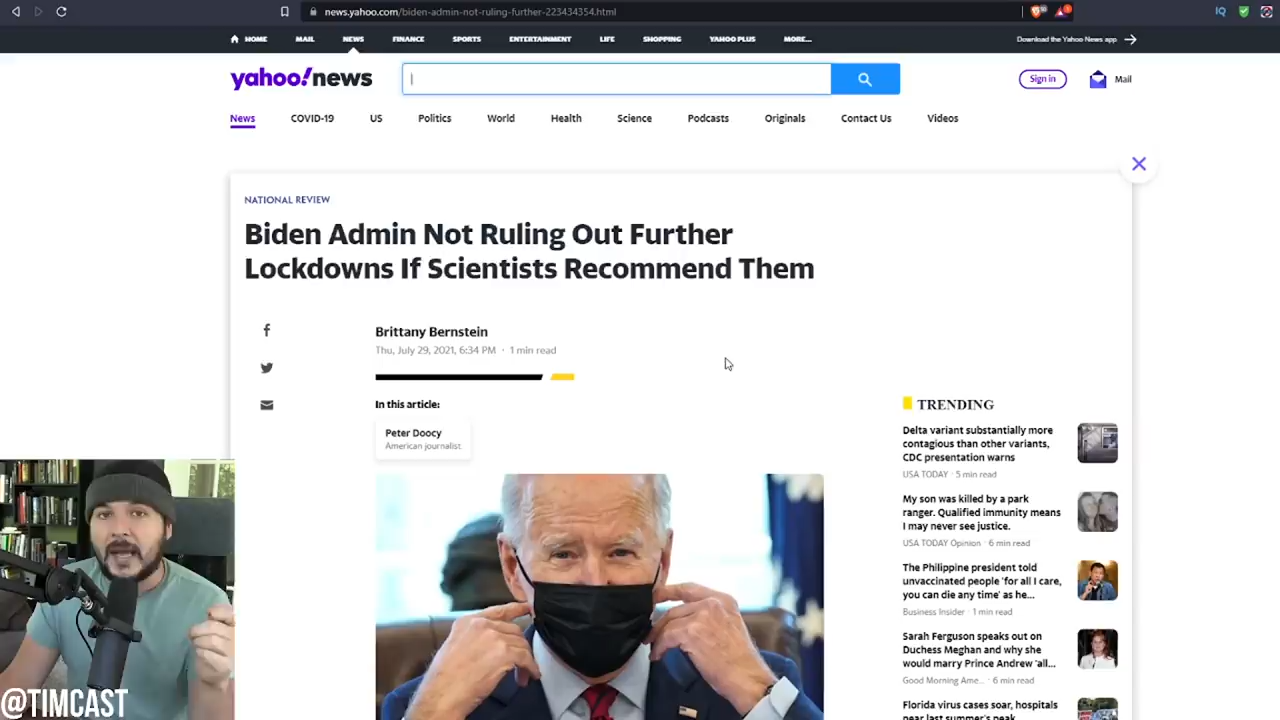 news.yahoo.com/biden-admin-not-ruling-further-223434354.html
IQ
HOME MAIL NEWS FINANCE SPORTS ENTERTAINMENT LIFE SHOPPING YAHOO PLUS MORE...
Download the Yahoo News app
yahoo!news
Sign in
Mail
News COVID-19 US Politics World Health Science Podcasts Originals Contact Us Videos
NATIONAL REVIEW
Biden Admin Not Ruling Out Further
Lockdowns If Scientists Recommend Them
Brittany Bernstein
Thu, July 29, 2021, 6:34 PM · 1 min read
In this article:
Peter Doocy
American journalist
TRENDING
Delta variant substantially more
contagious than other variants,
CDC presentation warns
USA TODAY · 5 min read
My son was killed by a park
ranger. Qualified immunity means
I may never see justice.
USA TODAY Opinion · 6 min read
The Philippine president told
unvaccinated people 'for all I care,
you can die any time' as he...
Business Insider · 1 min read
Sarah Ferguson speaks out on
Duchess Meghan and why she
would marry Prince Andrew 'all...
Good Morning Ame... · 6 min read
Florida virus cases soar, hospitals
near last summer's peak
@TIMCAST